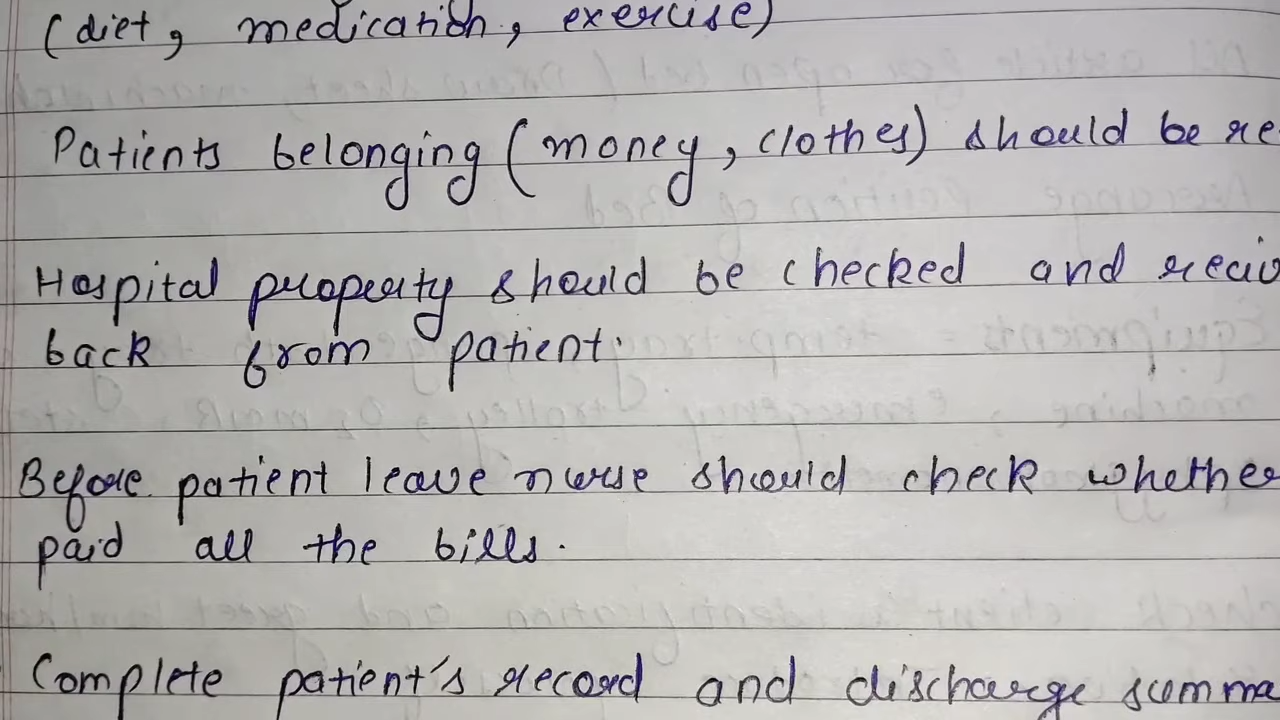 (diet, medication, exercise)
Patients belonging (money, clothes) should be re
Hospital property should be checked and reciv
back from patient.
Before patient leave nurse should check whether
paid all the bills.
Complete patient's record and discharge summa